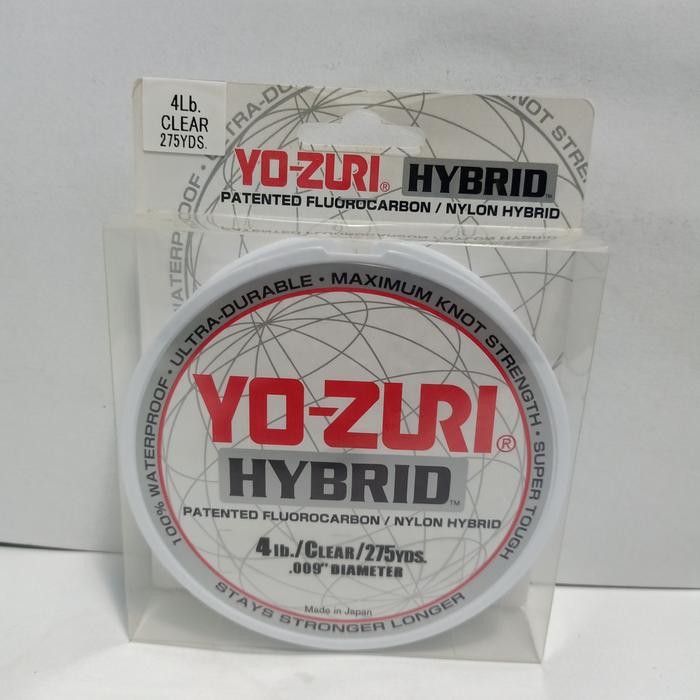 4Lb.
CLEAR
275YDS.
YO-ZURI® HYBRID™
PATENTED FLUOROCARBON / NYLON HYBRID
100% WATERPROOF • ULTRA-DURABLE • MAXIMUM KNOT STRENGTH • SUPER TOUGH
YO-ZURI®
HYBRID™
PATENTED FLUOROCARBON / NYLON HYBRID
4 lb./CLEAR/275YDS.
.009" DIAMETER
Made in Japan
STAYS STRONGER LONGER